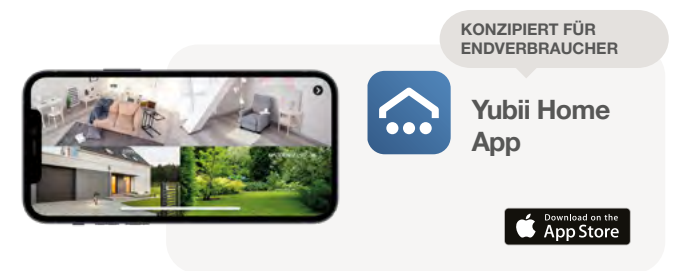 KONZIPIERT FÜR
ENDVERBRAUCHER
Yubii Home
App
Download on the
App Store